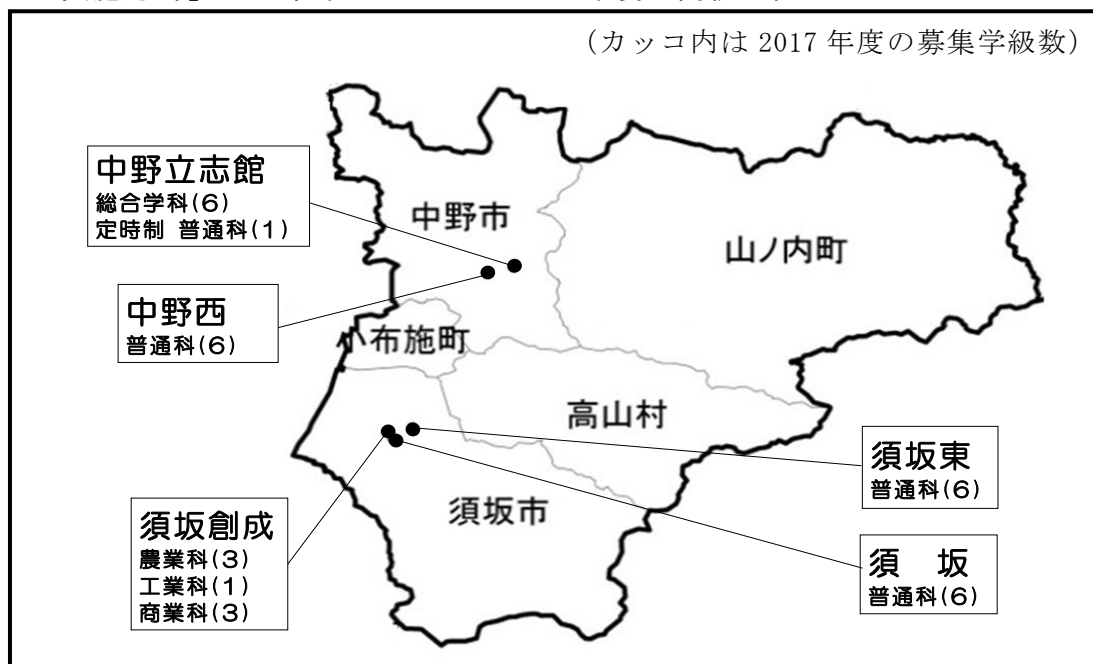 (カッコ内は 2017 年度の募集学級数)
中野立志館
総合学科(6)
定時制 普通科(1)
中野市
山ノ内町
中野西
普通科(6)
小布施町
高山村
須坂東
普通科(6)
須坂市
須坂創成
農業科(3)
工業科(1)
商業科(3)
須 坂
普通科(6)